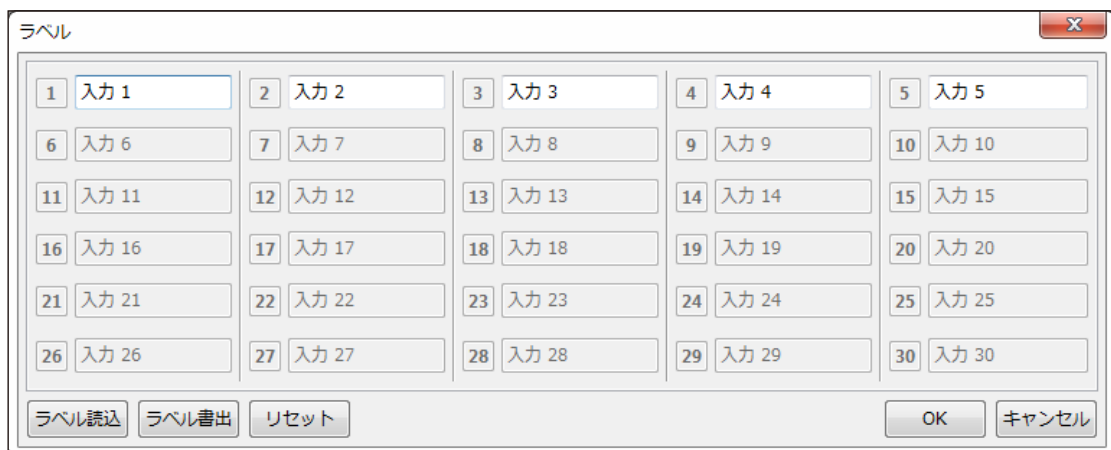 ラベル
1 入力 1 2 入力 2 3 入力 3 4 入力 4 5 入力 5
6 入力 6 7 入力 7 8 入力 8 9 入力 9 10 入力 10
11 入力 11 12 入力 12 13 入力 13 14 入力 14 15 入力 15
16 入力 16 17 入力 17 18 入力 18 19 入力 19 20 入力 20
21 入力 21 22 入力 22 23 入力 23 24 入力 24 25 入力 25
26 入力 26 27 入力 27 28 入力 28 29 入力 29 30 入力 30
ラベル読込 ラベル書出 リセット OK キャンセル